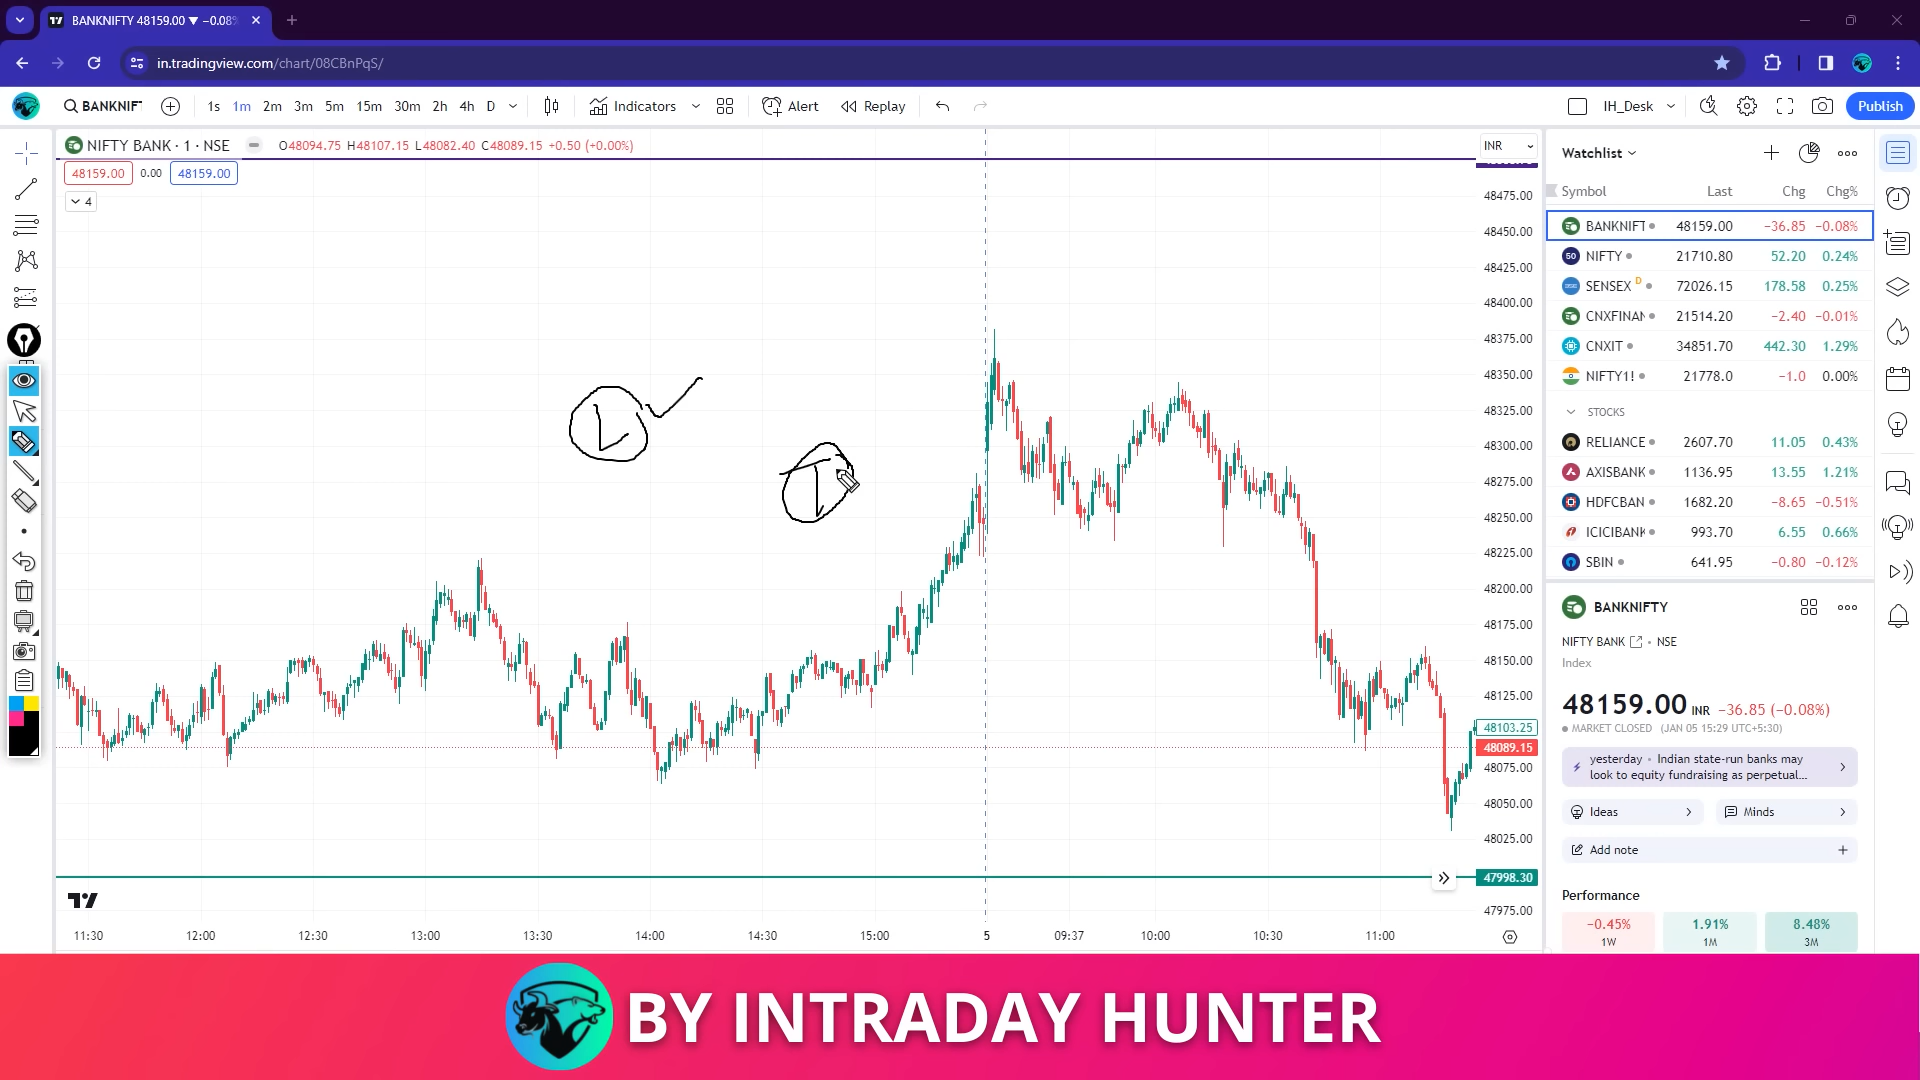 BANKNIFTY 48159.00 ▼ −0.08%
in.tradingview.com/chart/08CBnPqS/
BANKNIF 1s 1m 2m 3m 5m 15m 30m 2h 4h D Indicators Alert Replay IH_Desk Publish
NIFTY BANK · 1 · NSE O48094.75 H48107.15 L48082.40 C48089.15 +0.50 (+0.00%) INR
48159.00 0.00 48159.00
4
48475.00
48450.00
48425.00
48400.00
48375.00
48350.00
48325.00
48300.00
48275.00
48250.00
48225.00
48200.00
48175.00
48150.00
48125.00
48103.25
48089.15
48075.00
48050.00
48025.00
47998.30
47975.00
L
T
11:30 12:00 12:30 13:00 13:30 14:00 14:30 15:00 5 09:37 10:00 10:30 11:00
Watchlist
Symbol Last Chg Chg%
BANKNIFT 48159.00 −36.85 −0.08%
50 NIFTY 21710.80 52.20 0.24%
SENSEX D 72026.15 178.58 0.25%
CNXFINAN 21514.20 −2.40 −0.01%
CNXIT 34851.70 442.30 1.29%
NIFTY1! 21778.0 −1.0 0.00%
STOCKS
RELIANCE 2607.70 11.05 0.43%
AXISBANK 1136.95 13.55 1.21%
HDFCBAN 1682.20 −8.65 −0.51%
ICICIBANK 993.70 6.55 0.66%
SBIN 641.95 −0.80 −0.12%
BANKNIFTY
NIFTY BANK • NSE
Index
48159.00 INR −36.85 (−0.08%)
MARKET CLOSED (JAN 05 15:29 UTC+5:30)
yesterday • Indian state-run banks may
look to equity fundraising as perpetual...
Ideas Minds
Add note
Performance
−0.45% 1.91% 8.48%
1W 1M 3M
BY INTRADAY HUNTER